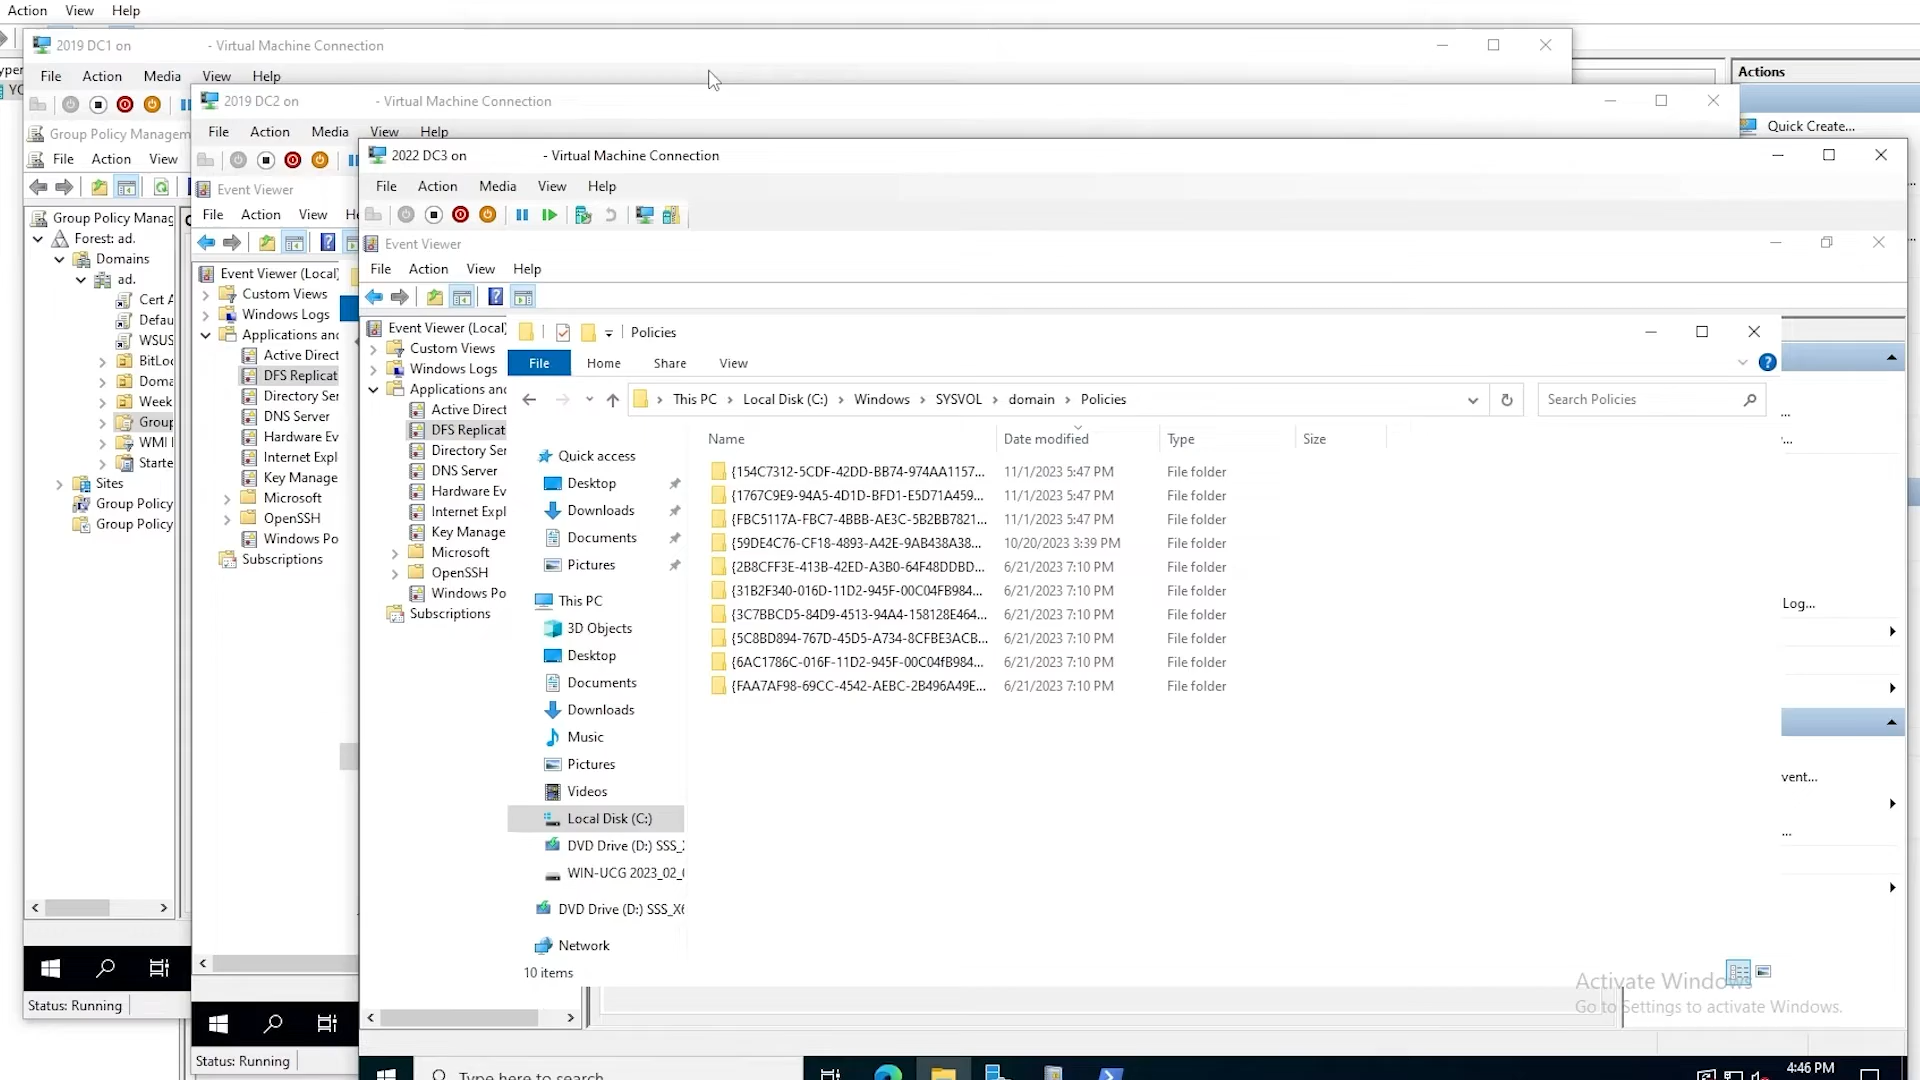 Action View Help
2019 DC1 on - Virtual Machine Connection
File Action Media View Help
Group Policy Managem
File Action View
Group Policy Manag
Forest: ad.
Domains
ad.
Cert A
Defau
WSUS
BitLoc
Doma
Week
Group
WMI I
Starte
Sites
Group Policy
Group Policy
Status: Running
2019 DC2 on - Virtual Machine Connection
File Action Media View Help
Event Viewer
File Action View He
Event Viewer (Local)
Custom Views
Windows Logs
Applications and
Active Direct
DFS Replicat
Directory Ser
DNS Server
Hardware Ev
Internet Expl
Key Manage
Microsoft
OpenSSH
Windows Po
Subscriptions
Status: Running
2022 DC3 on - Virtual Machine Connection
File Action Media View Help
Event Viewer
File Action View Help
Event Viewer (Local)
Custom Views
Windows Logs
Applications and
Active Direct
DFS Replicat
Directory Ser
DNS Server
Hardware Ev
Internet Expl
Key Manage
Microsoft
OpenSSH
Windows Po
Subscriptions
Policies
File Home Share View
This PC Local Disk (C:) Windows SYSVOL domain Policies
Search Policies
Quick access
Desktop
Downloads
Documents
Pictures
This PC
3D Objects
Desktop
Documents
Downloads
Music
Pictures
Videos
Local Disk (C:)
DVD Drive (D:) SSS_
WIN-UCG 2023_02_
DVD Drive (D:) SSS_X6
Network
10 items
Name Date modified Type Size
{154C7312-5CDF-42DD-BB74-974AA1157... 11/1/2023 5:47 PM File folder
{1767C9E9-94A5-4D1D-BFD1-E5D71A459... 11/1/2023 5:47 PM File folder
{FBC5117A-FBC7-4BBB-AE3C-5B2BB7821... 11/1/2023 5:47 PM File folder
{59DE4C76-CF18-4893-A42E-9AB438A38... 10/20/2023 3:39 PM File folder
{2B8CFF3E-413B-42ED-A3B0-64F48DDBD... 6/21/2023 7:10 PM File folder
{31B2F340-016D-11D2-945F-00C04FB984... 6/21/2023 7:10 PM File folder
{3C7BBCD5-84D9-4513-94A4-158128E464... 6/21/2023 7:10 PM File folder
{5C8BD894-767D-45D5-A734-8CFBE3ACB... 6/21/2023 7:10 PM File folder
{6AC1786C-016F-11D2-945F-00C04fB984... 6/21/2023 7:10 PM File folder
{FAA7AF98-69CC-4542-AEBC-2B496A49E... 6/21/2023 7:10 PM File folder
Actions
Quick Create...
Log...
vent...
Activate Windows
Go to Settings to activate Windows.
Type here to search
4:46 PM